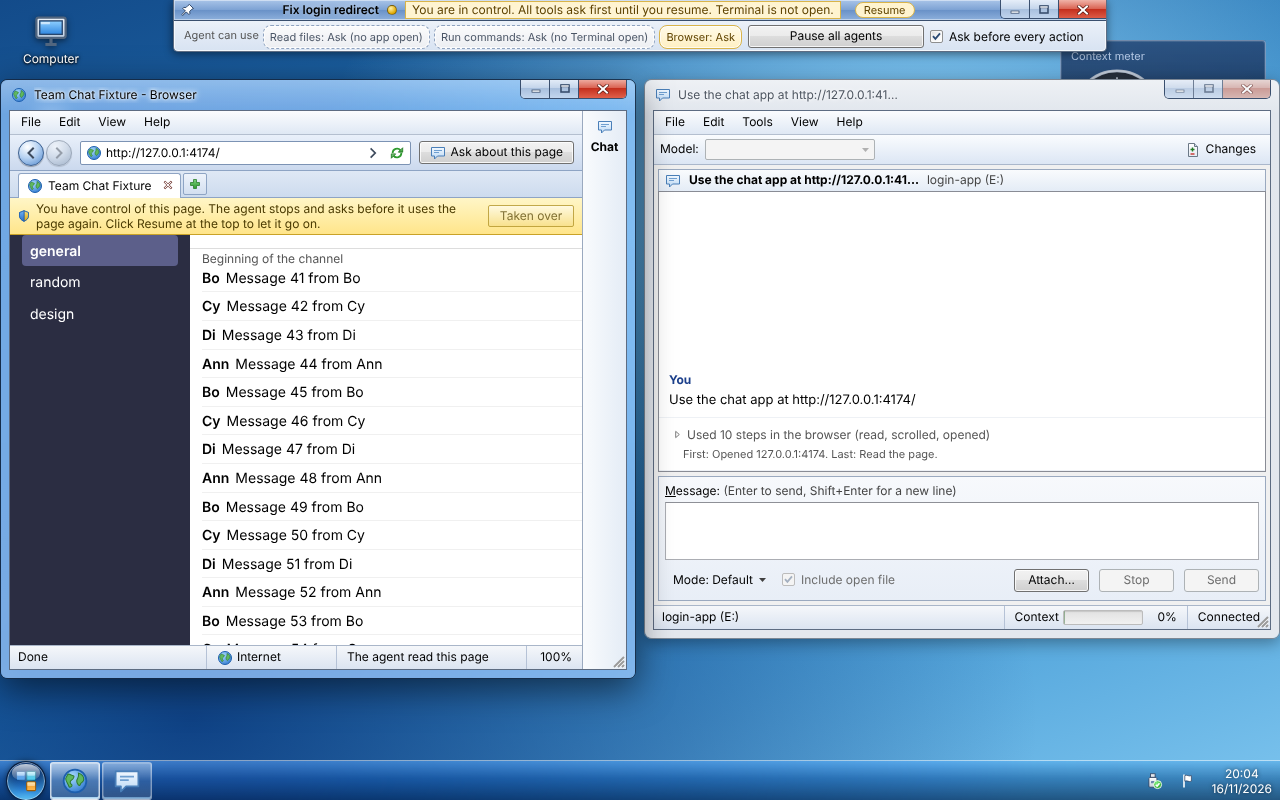 Computer
Fix login redirect
You are in control. All tools ask first until you resume. Terminal is not open.
Resume
Agent can use
Read files: Ask (no app open)
Run commands: Ask (no Terminal open)
Browser: Ask
Pause all agents
Ask before every action
Context meter
Team Chat Fixture - Browser
File Edit View Help
http://127.0.0.1:4174/
Ask about this page
Team Chat Fixture
You have control of this page. The agent stops and asks before it uses the
page again. Click Resume at the top to let it go on.
Taken over
general
random
design
Beginning of the channel
Bo Message 41 from Bo
Cy Message 42 from Cy
Di Message 43 from Di
Ann Message 44 from Ann
Bo Message 45 from Bo
Cy Message 46 from Cy
Di Message 47 from Di
Ann Message 48 from Ann
Bo Message 49 from Bo
Cy Message 50 from Cy
Di Message 51 from Di
Ann Message 52 from Ann
Bo Message 53 from Bo
Done
Internet
The agent read this page
100%
Chat
Use the chat app at http://127.0.0.1:41...
File Edit Tools View Help
Model:
Changes
Use the chat app at http://127.0.0.1:41... login-app (E:)
You
Use the chat app at http://127.0.0.1:4174/
Used 10 steps in the browser (read, scrolled, opened)
First: Opened 127.0.0.1:4174. Last: Read the page.
Message: (Enter to send, Shift+Enter for a new line)
Mode: Default
Include open file
Attach...
Stop
Send
login-app (E:)
Context
0%
Connected
20:04
16/11/2026